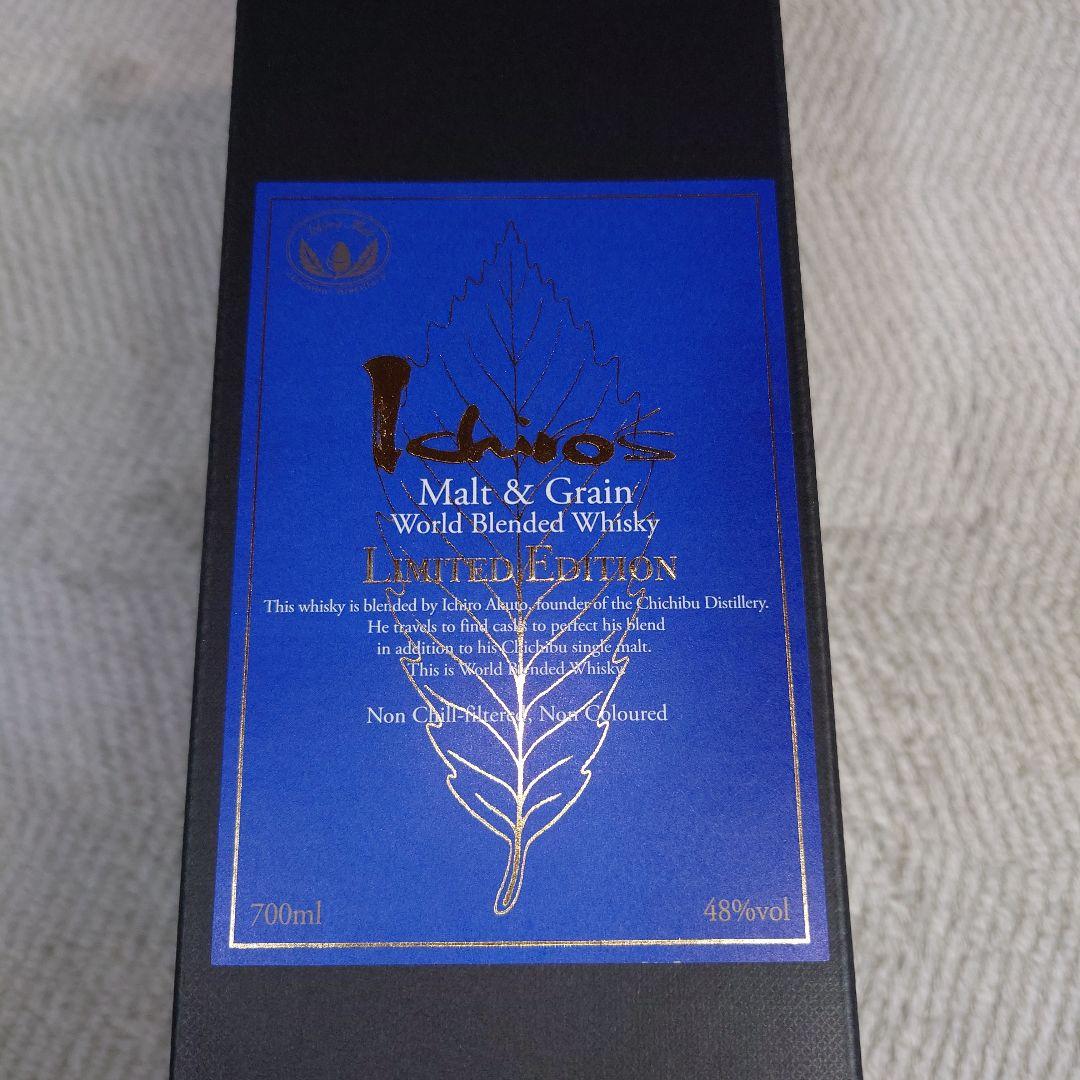 Ichiro's
Malt & Grain
World Blended Whisky
LIMITED EDITION
This whisky is blended by Ichiro Akuto, founder of the Chichibu Distillery.
He travels to find casks to perfect his blend
in addition to his Chichibu single malt.
This is World Blended Whisky.
Non Chill-filtered, Non Coloured
700ml
48%vol